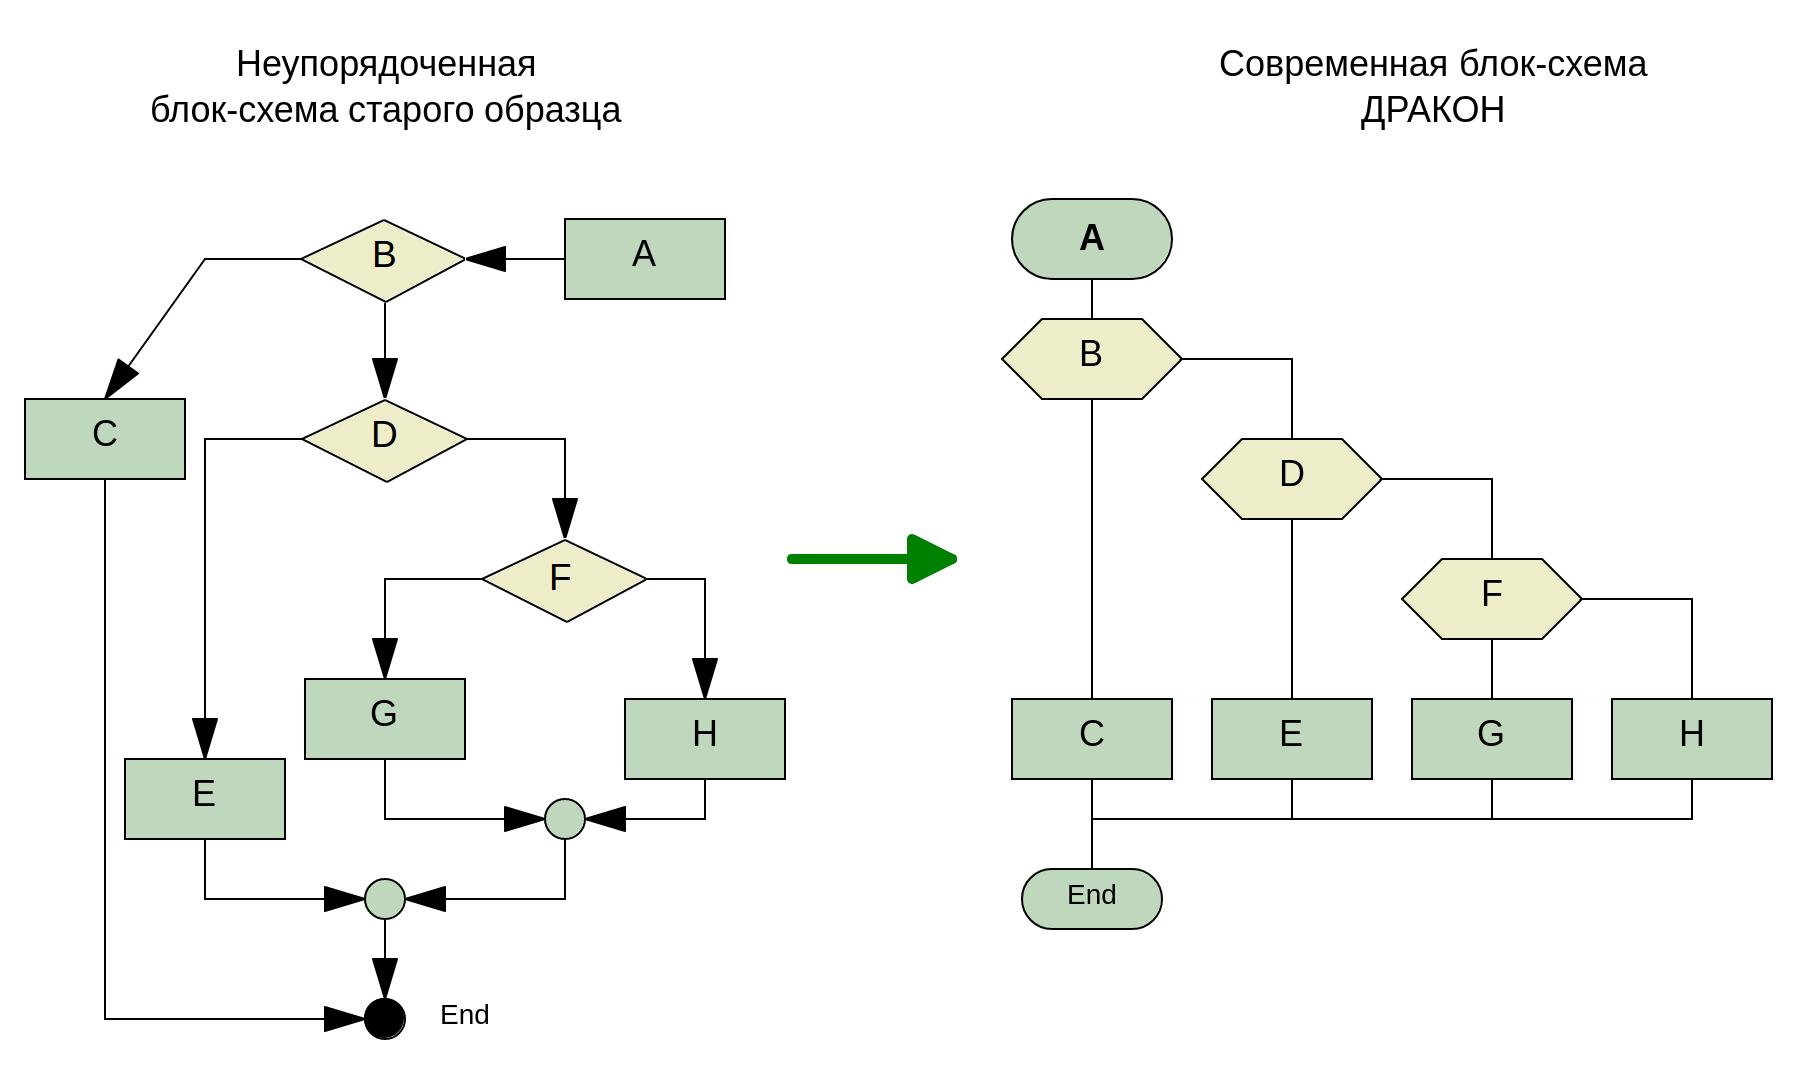 Неупорядоченная
блок-схема старого образца
B
A
C
D
F
G
H
E
End
Современная блок-схема
ДРАКОН
A
B
D
F
C
E
G
H
End